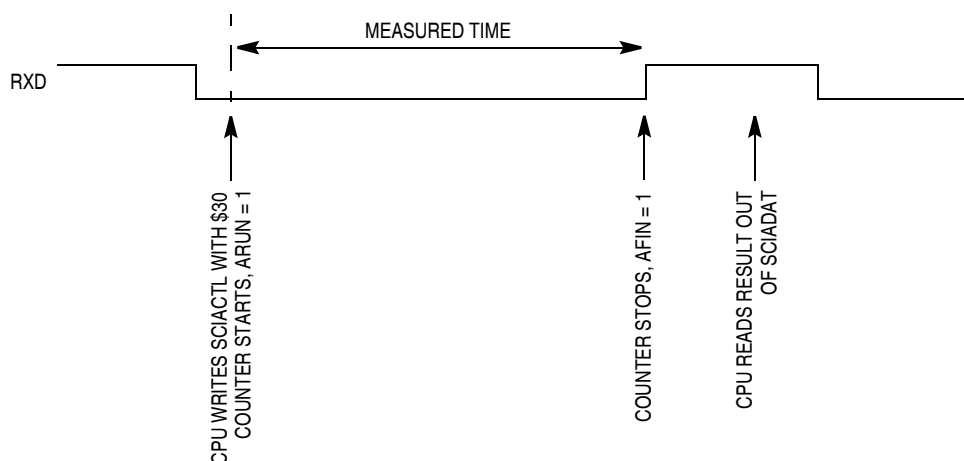 MEASURED TIME
RXD
CPU WRITES SCIACTL WITH $30
COUNTER STARTS, ARUN = 1
COUNTER STOPS, AFIN = 1
CPU READS RESULT OUT
OF SCIADAT